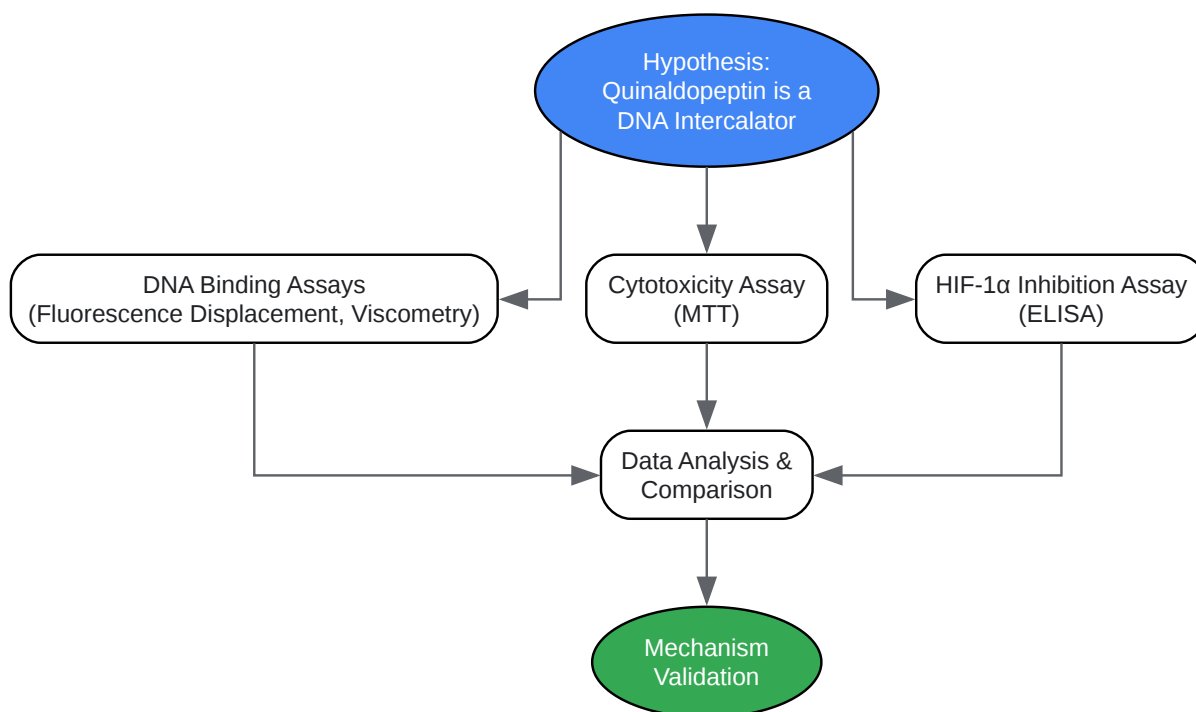 Hypothesis:
Quinaldopeptin is a
DNA Intercalator
DNA Binding Assays
(Fluorescence Displacement, Viscometry)
Cytotoxicity Assay
(MTT)
HIF-1α Inhibition Assay
(ELISA)
Data Analysis &
Comparison
Mechanism
Validation